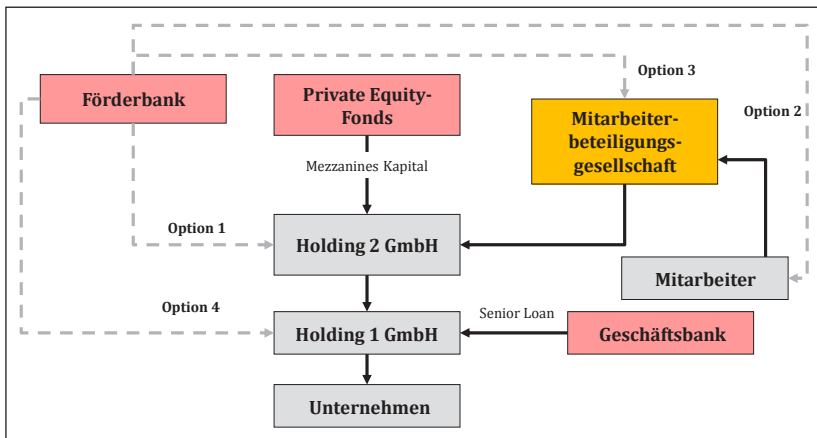 Förderbank
Private Equity-
Fonds
Option 3
Mitarbeiter-
beteiligungs-
gesellschaft
Option 2
Mezzanines Kapital
Option 1
Holding 2 GmbH
Mitarbeiter
Option 4
Holding 1 GmbH
Senior Loan
Geschäftsbank
Unternehmen